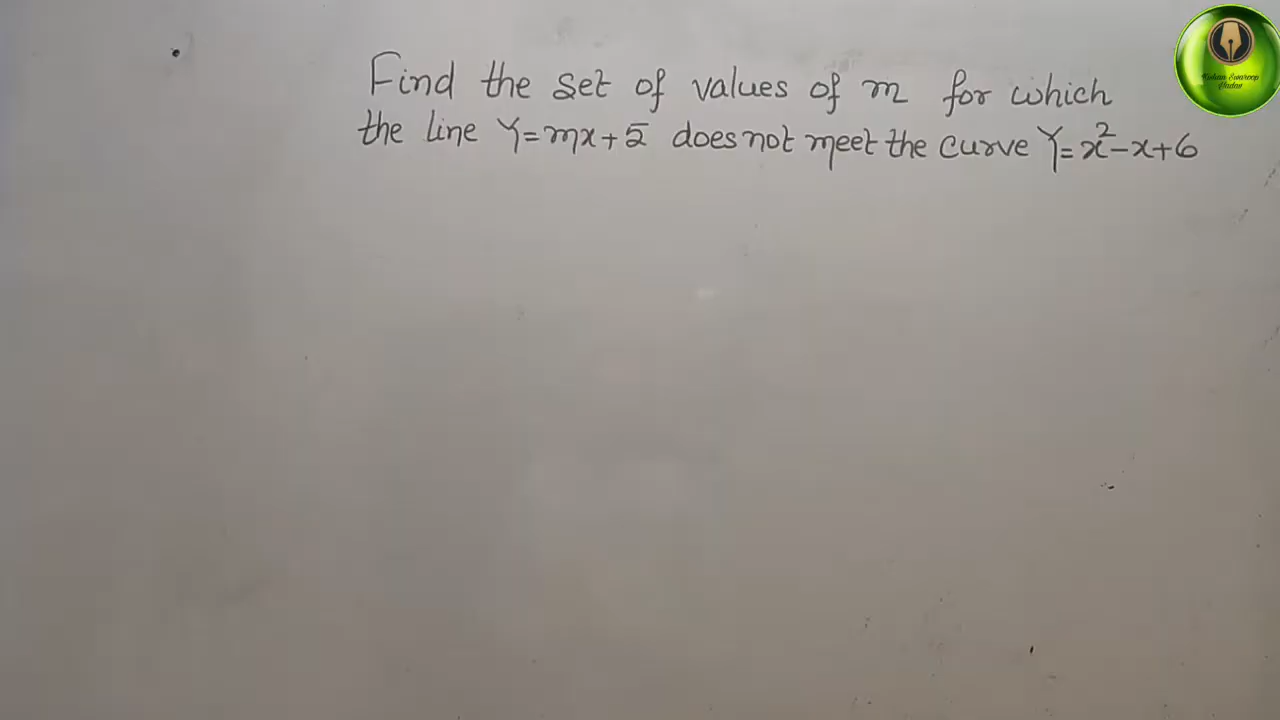 Find the set of values of m for which
the line Y=mx+5 does not meet the curve Y=x²-x+6